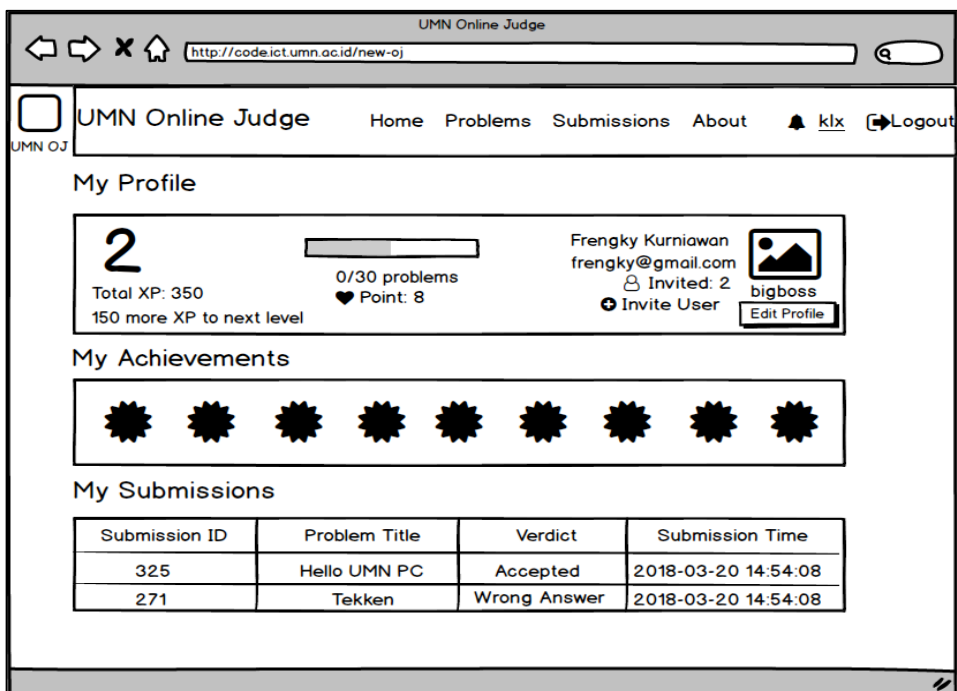 UMN Online Judge
http://code.ict.umn.ac.id/new-oj
UMN OJ
UMN Online Judge Home Problems Submissions About klx Logout
My Profile
2
Total XP: 350
150 more XP to next level
0/30 problems
Point: 8
Frengky Kurniawan
frengky@gmail.com
Invited: 2
Invite User
bigboss
Edit Profile
My Achievements
My Submissions
Submission ID Problem Title Verdict Submission Time
325 Hello UMN PC Accepted 2018-03-20 14:54:08
271 Tekken Wrong Answer 2018-03-20 14:54:08